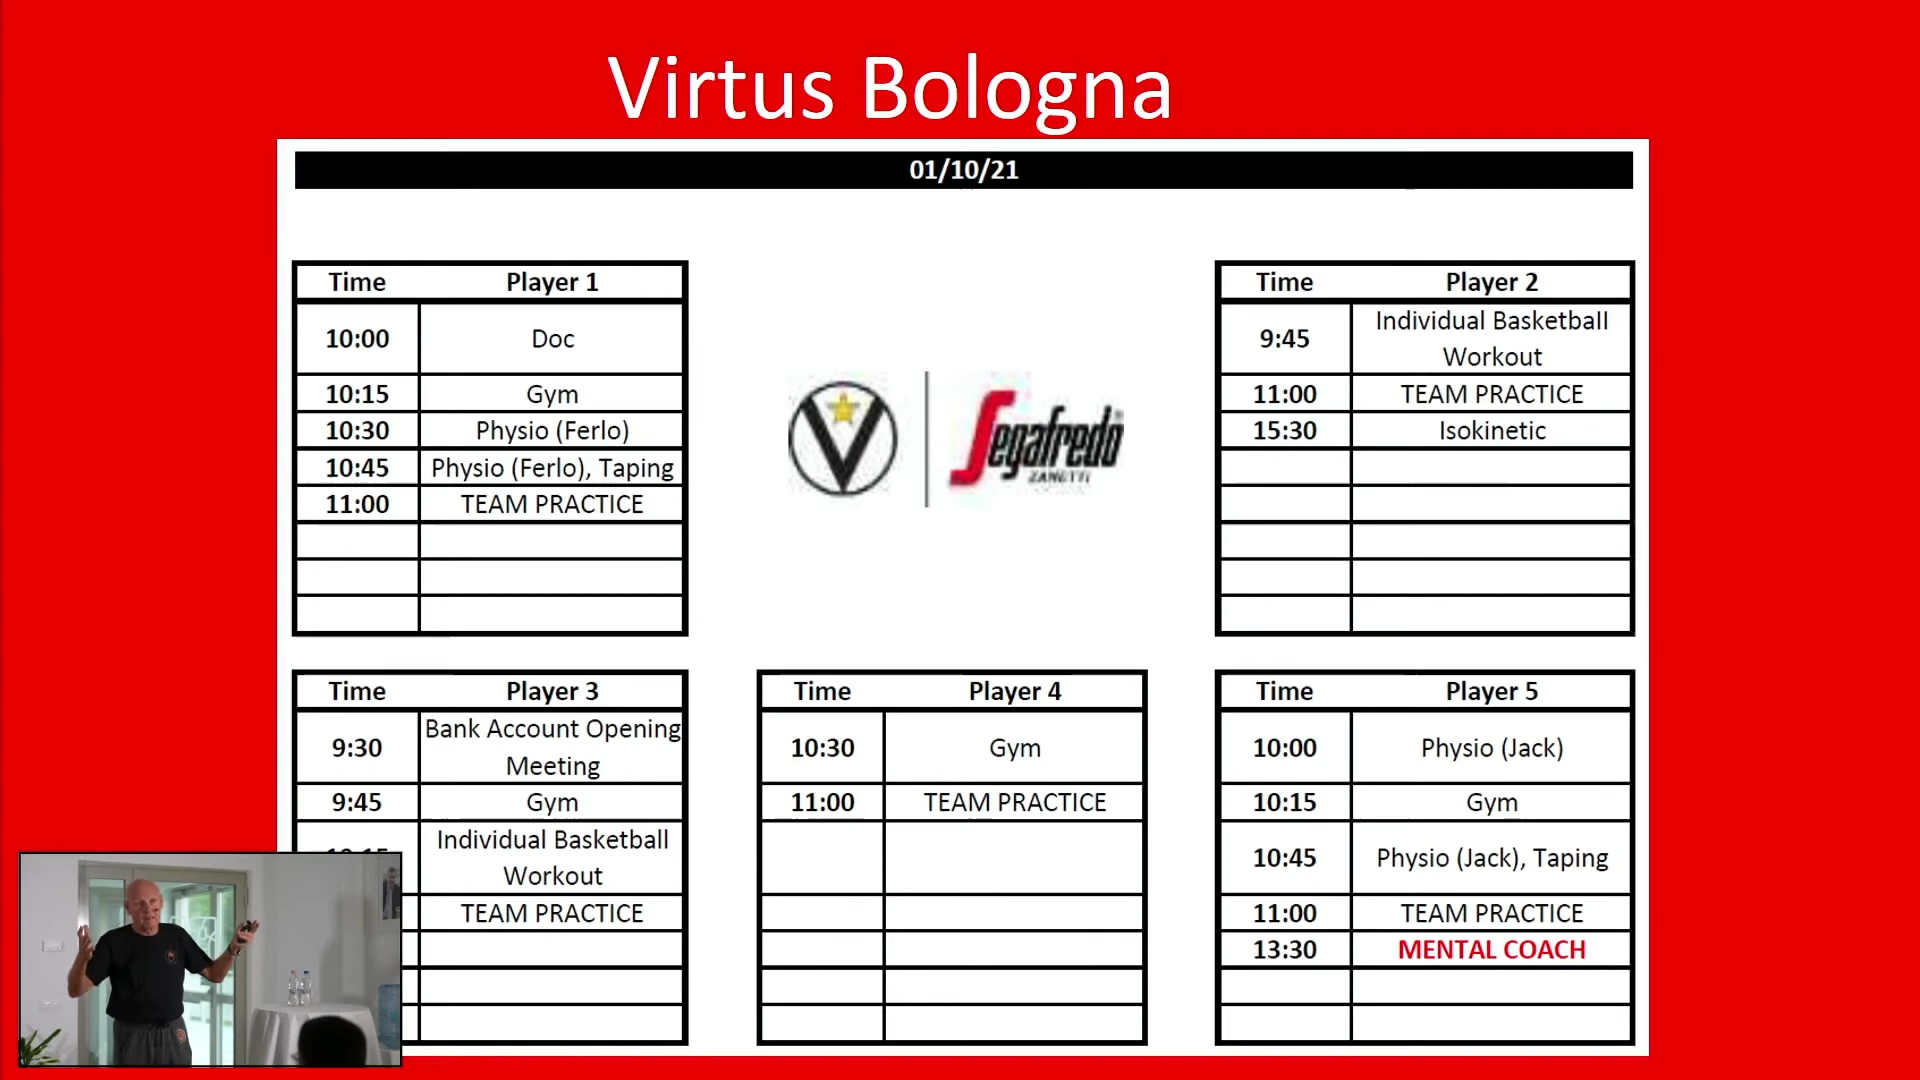 Virtus Bologna
01/10/21
Time Player 1
10:00 Doc
10:15 Gym
10:30 Physio (Ferlo)
10:45 Physio (Ferlo), Taping
11:00 TEAM PRACTICE
Segafredo
ZANETTI
Time Player 2
9:45 Individual Basketball
Workout
11:00 TEAM PRACTICE
15:30 Isokinetic
Time Player 3
9:30 Bank Account Opening
Meeting
9:45 Gym
10:15 Individual Basketball
Workout
TEAM PRACTICE
Time Player 4
10:30 Gym
11:00 TEAM PRACTICE
Time Player 5
10:00 Physio (Jack)
10:15 Gym
10:45 Physio (Jack), Taping
11:00 TEAM PRACTICE
13:30 MENTAL COACH